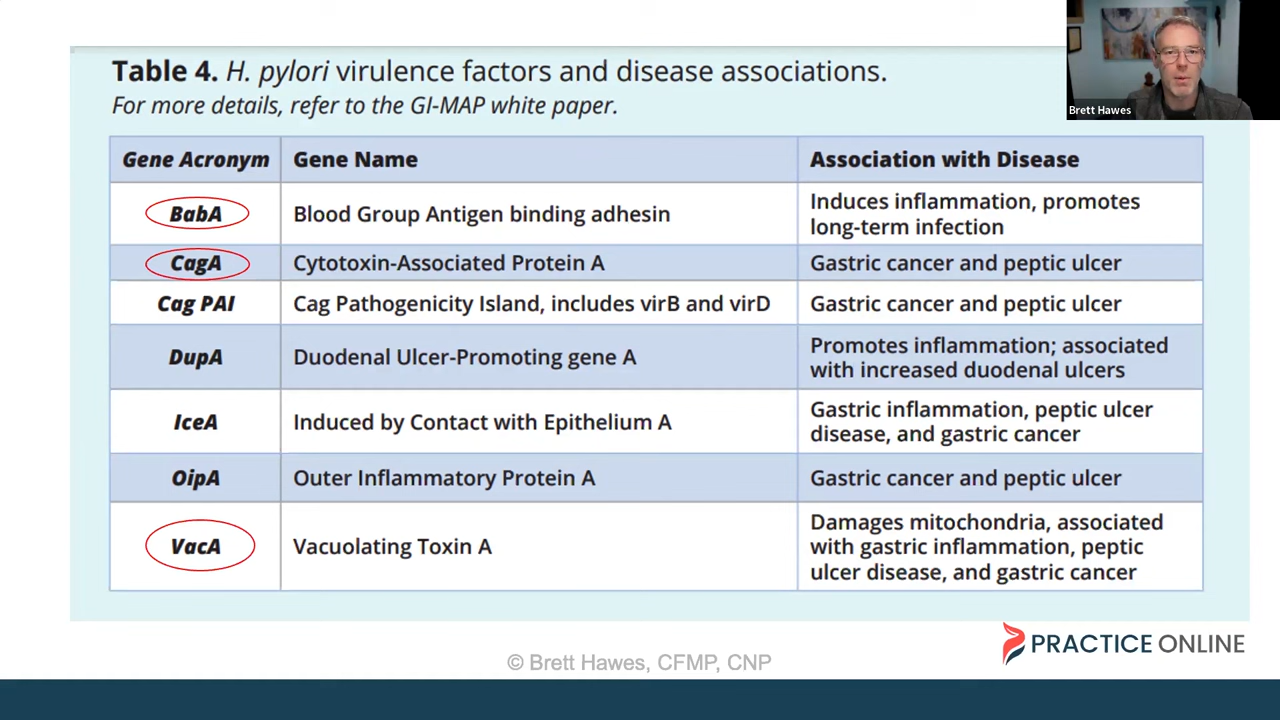 Table 4. H. pylori virulence factors and disease associations.
For more details, refer to the GI-MAP white paper.
Brett Hawes
Gene Acronym Gene Name Association with Disease
BabA Blood Group Antigen binding adhesin Induces inflammation, promotes
long-term infection
CagA Cytotoxin-Associated Protein A Gastric cancer and peptic ulcer
Cag PAI Cag Pathogenicity Island, includes virB and virD Gastric cancer and peptic ulcer
DupA Duodenal Ulcer-Promoting gene A Promotes inflammation; associated
with increased duodenal ulcers
IceA Induced by Contact with Epithelium A Gastric inflammation, peptic ulcer
disease, and gastric cancer
OipA Outer Inflammatory Protein A Gastric cancer and peptic ulcer
VacA Vacuolating Toxin A Damages mitochondria, associated
with gastric inflammation, peptic
ulcer disease, and gastric cancer
PRACTICE ONLINE
© Brett Hawes, CFMP, CNP